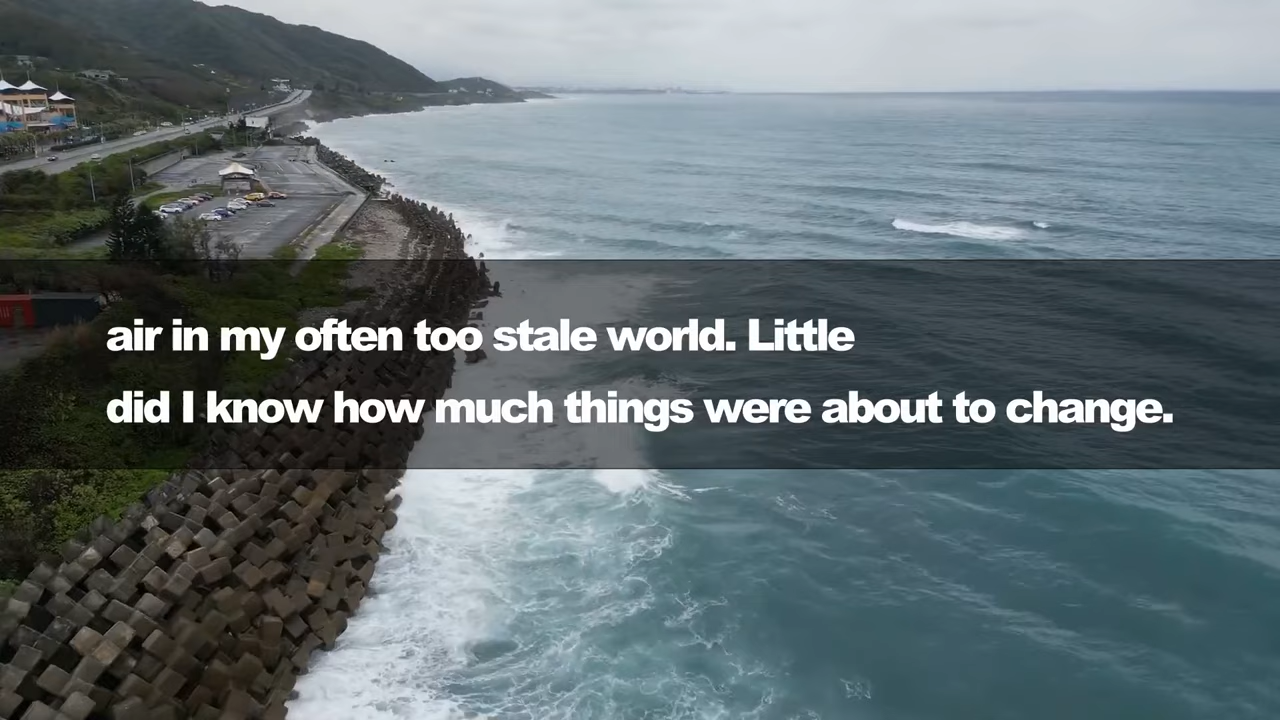 air in my often too stale world. Little
did I know how much things were about to change.